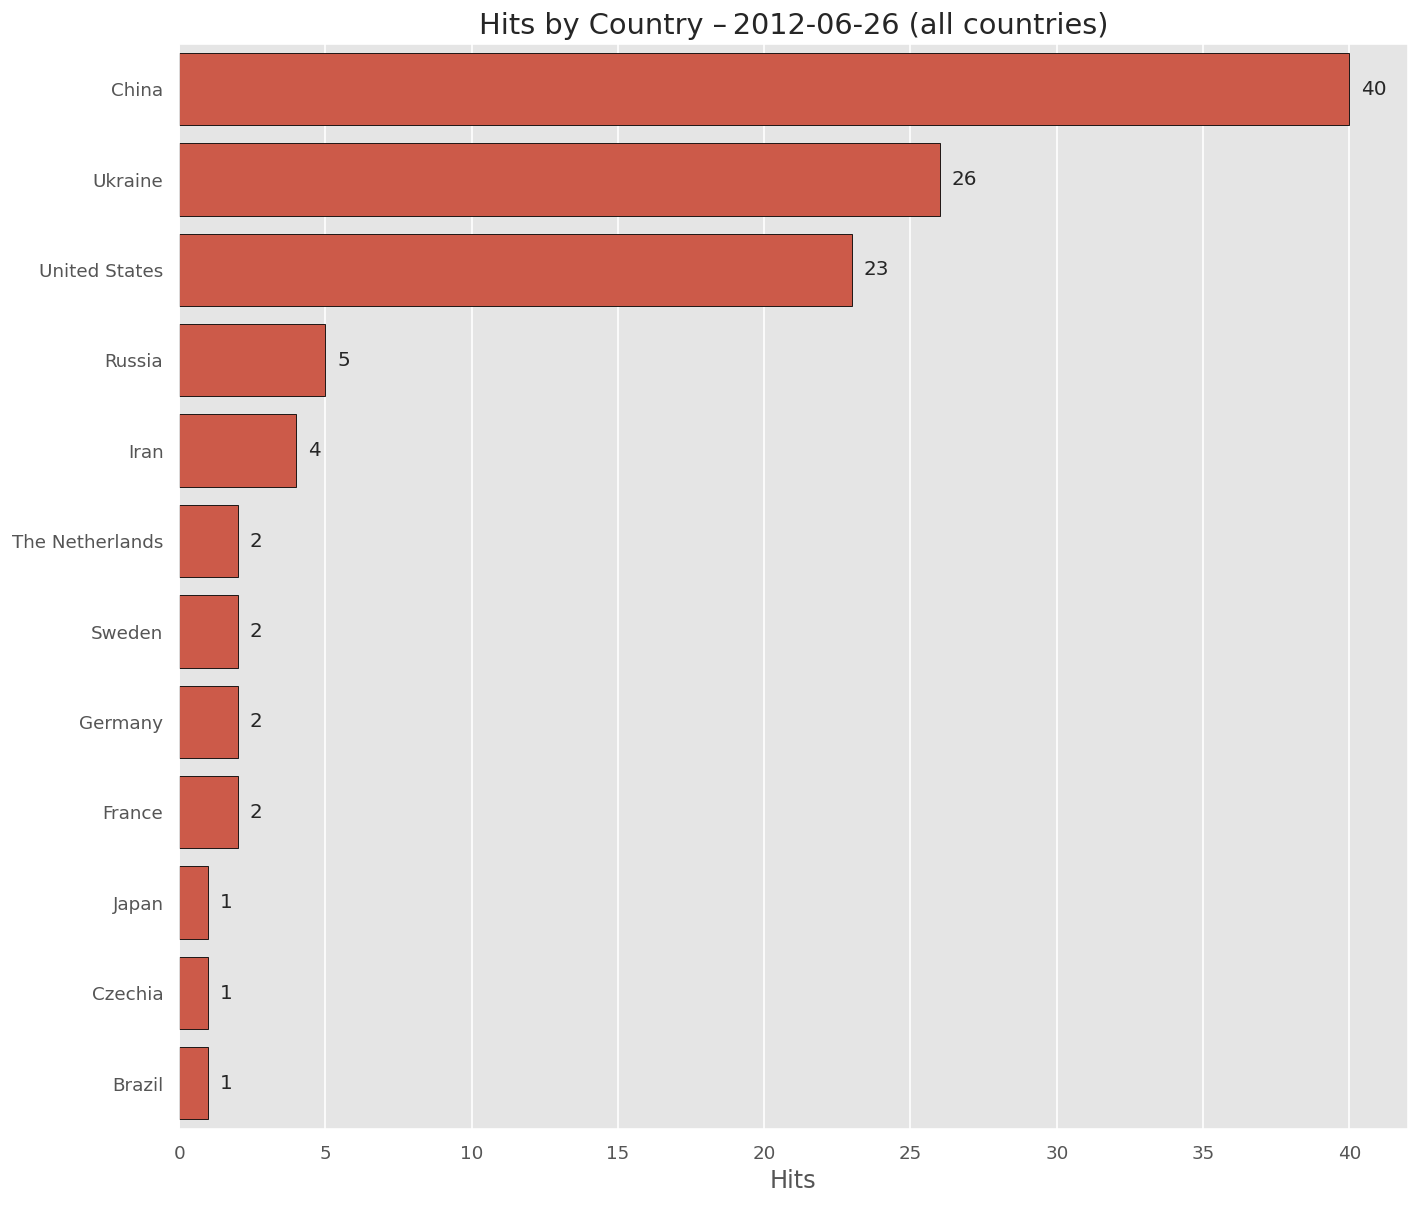 Hits by Country – 2012-06-26 (all countries)
China 40
Ukraine 26
United States 23
Russia 5
Iran 4
The Netherlands 2
Sweden 2
Germany 2
France 2
Japan 1
Czechia 1
Brazil 1
0 5 10 15 20 25 30 35 40
Hits